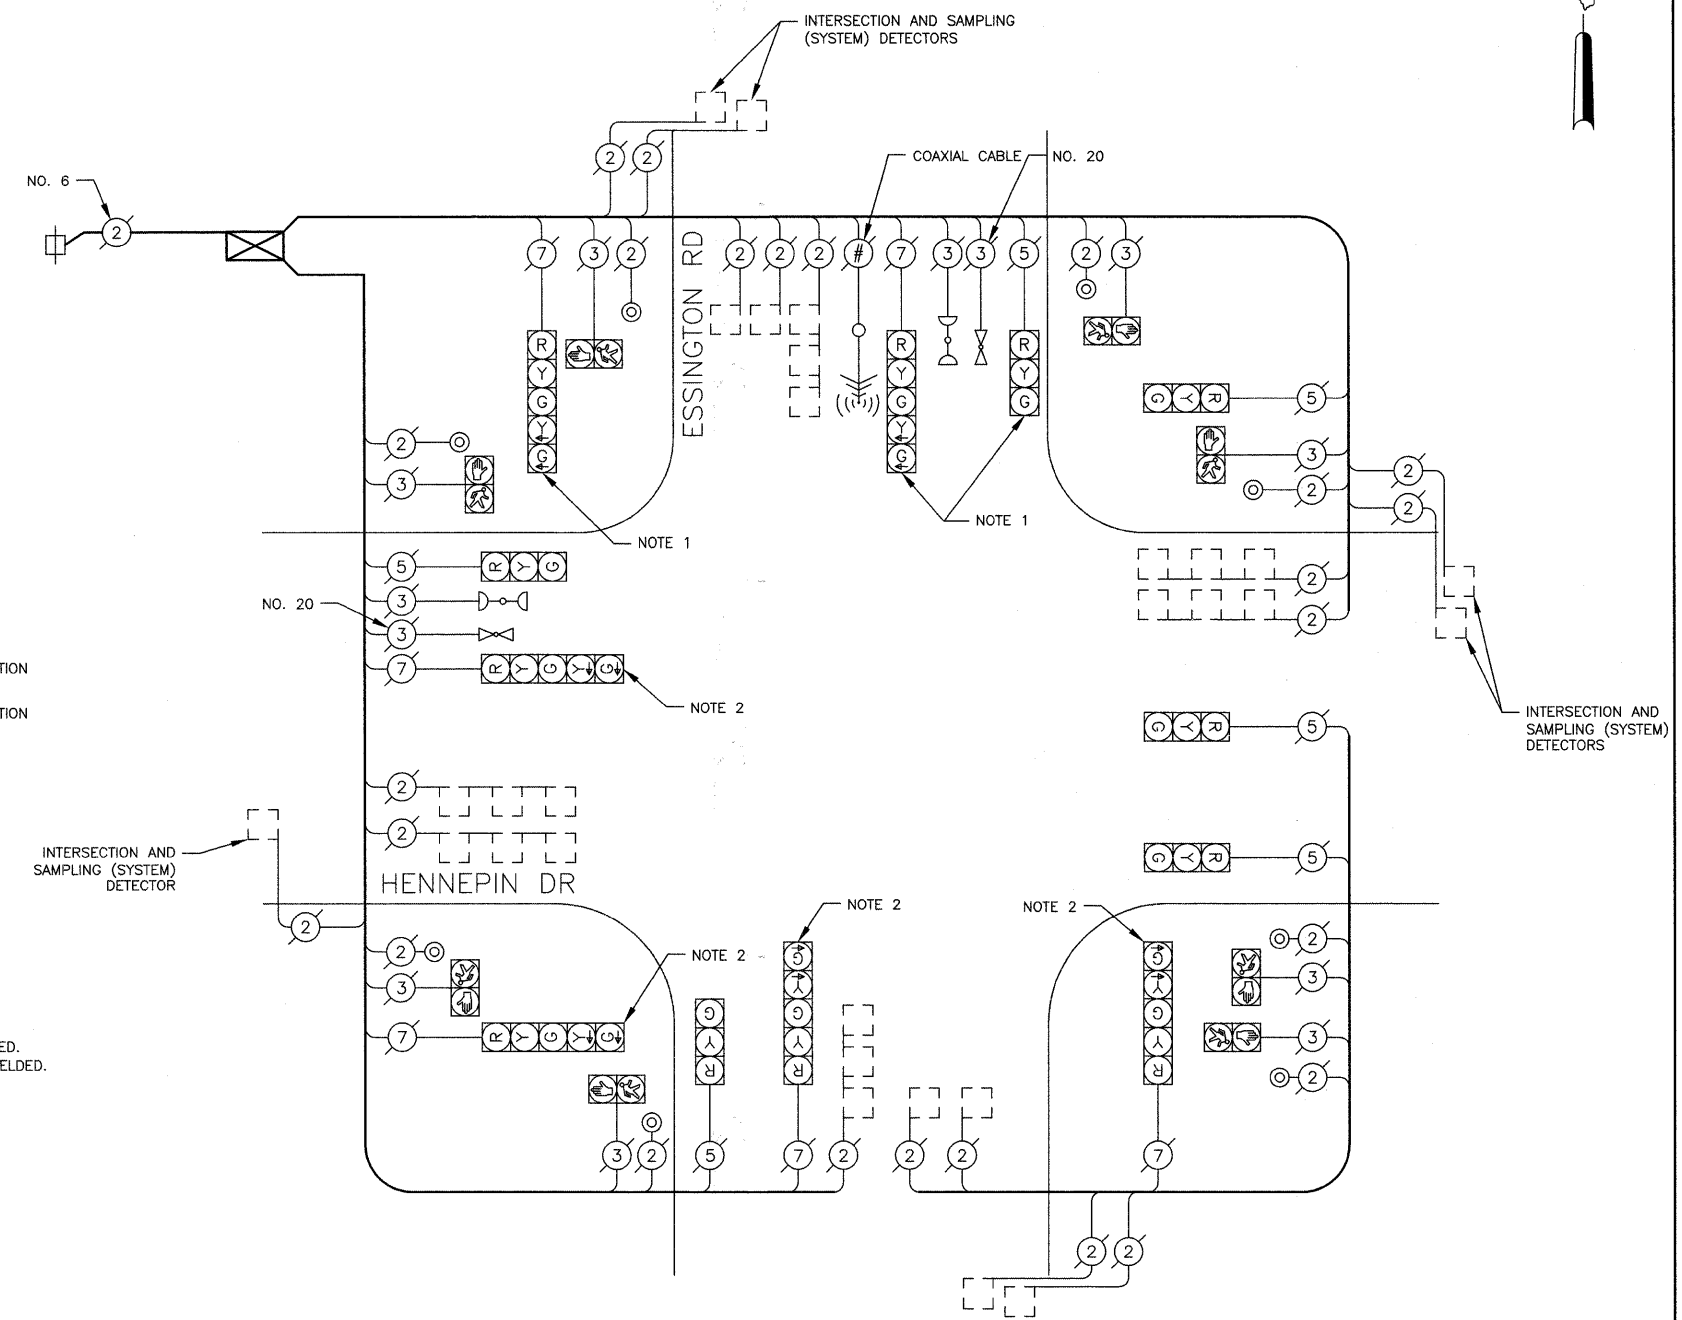 INTERSECTION AND SAMPLING
(SYSTEM) DETECTORS
2 2
COAXIAL CABLE
NO. 20
NO. 6
2
7 3 2 2 2 2 # 7 3 3 5 2 3
ESSINGTON RD
R
Y
G
Y
G
R
Y
G
Y
G
R
Y
G
R Y G 5
2
3
3
2
2
2
NOTE 1
NOTE 1
5 R Y G
3
NO. 20
3
7 R Y G Y G
NOTE 2
2
2
TION
TION
INTERSECTION AND
SAMPLING (SYSTEM)
DETECTORS
R Y G 5
2
2
INTERSECTION AND
SAMPLING (SYSTEM)
DETECTOR
HENNEPIN DR
R Y G 5
2
NOTE 2
NOTE 2
NOTE 2
2
3
7 R Y G Y G
G
Y
R
G
Y
G
Y
R
G
Y
G
Y
R
2
3
3
2
ED.
ELDED.
3 2 5 7 2 2 2 7
2 2